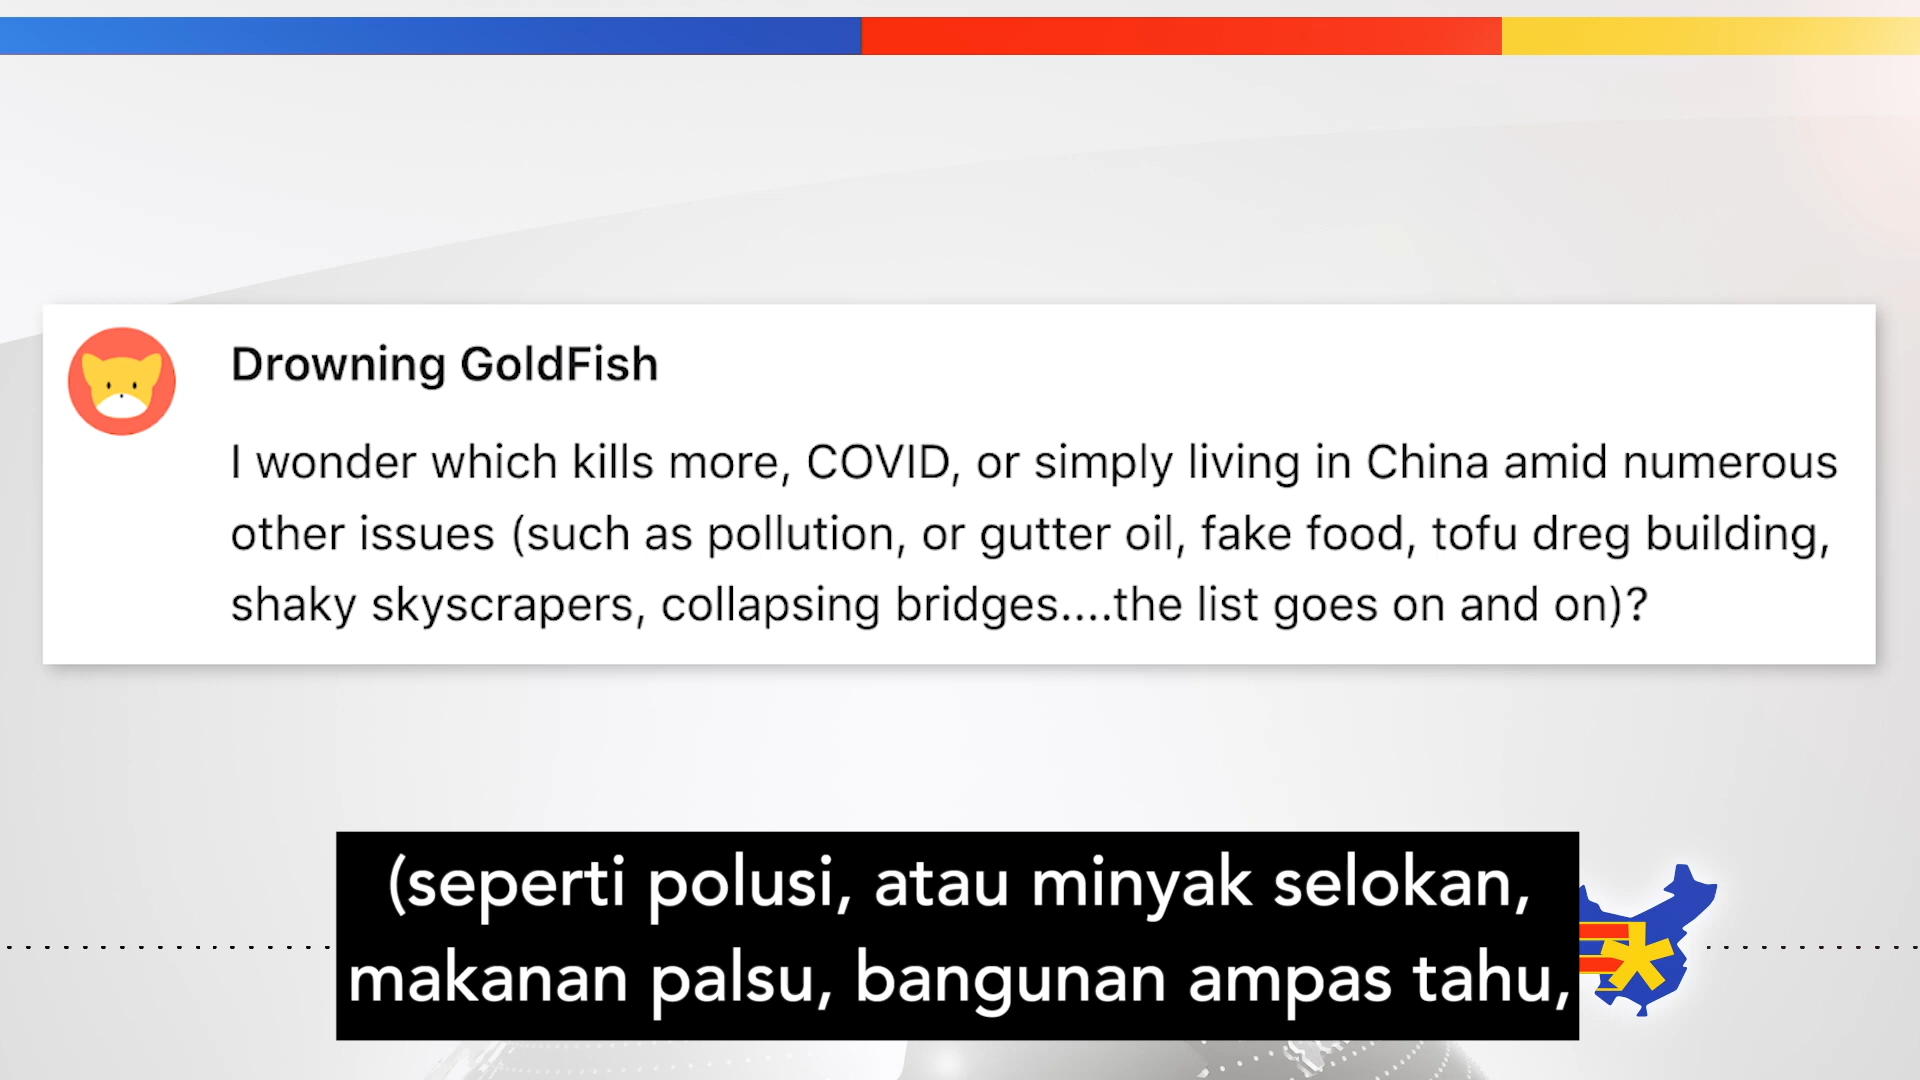 Drowning GoldFish
I wonder which kills more, COVID, or simply living in China amid numerous
other issues (such as pollution, or gutter oil, fake food, tofu dreg building,
shaky skyscrapers, collapsing bridges....the list goes on and on)?
(seperti polusi, atau minyak selokan,
makanan palsu, bangunan ampas tahu,